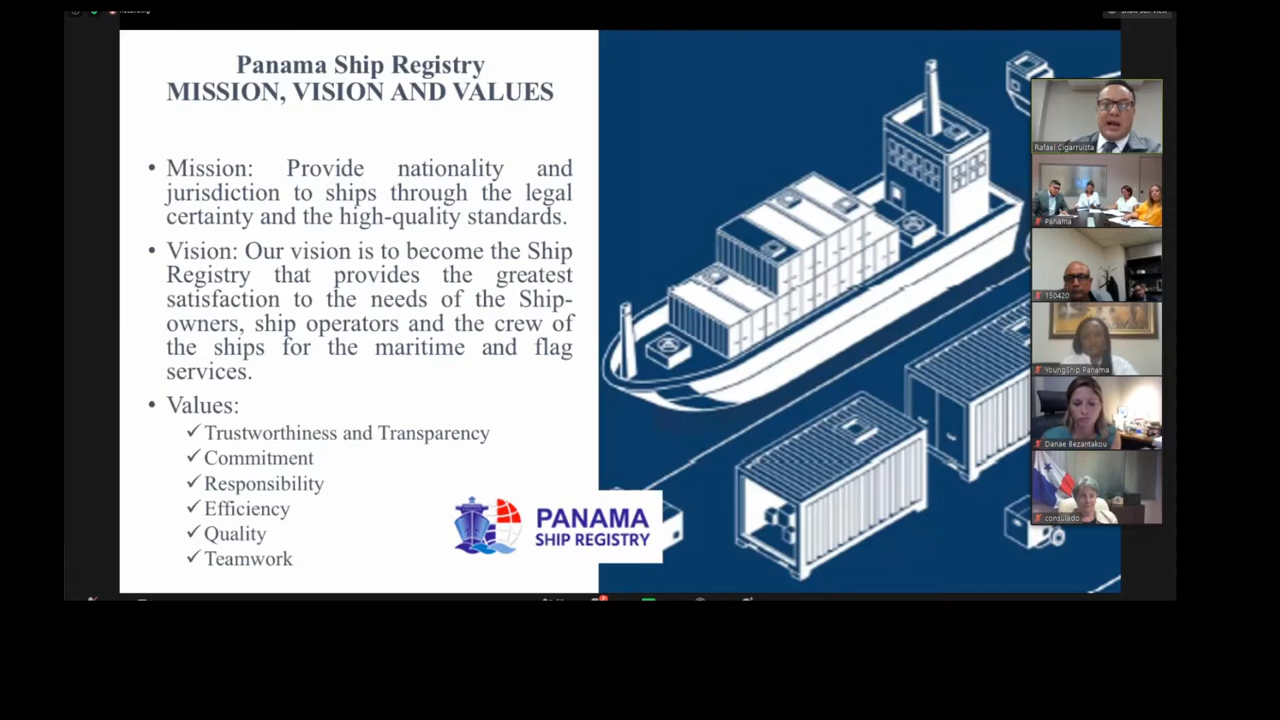 Panama Ship Registry
MISSION, VISION AND VALUES
• Mission: Provide nationality and
jurisdiction to ships through the legal
certainty and the high-quality standards.
• Vision: Our vision is to become the Ship
Registry that provides the greatest
satisfaction to the needs of the Ship-
owners, ship operators and the crew of
the ships for the maritime and flag
services.
• Values:
✓Trustworthiness and Transparency
✓Commitment
✓Responsibility
✓Efficiency
✓Quality
✓Teamwork
PANAMA
SHIP REGISTRY
Rafael Cigarruista
Panama
150420
YoungShip Panama
Danae Bezantakou
consulado